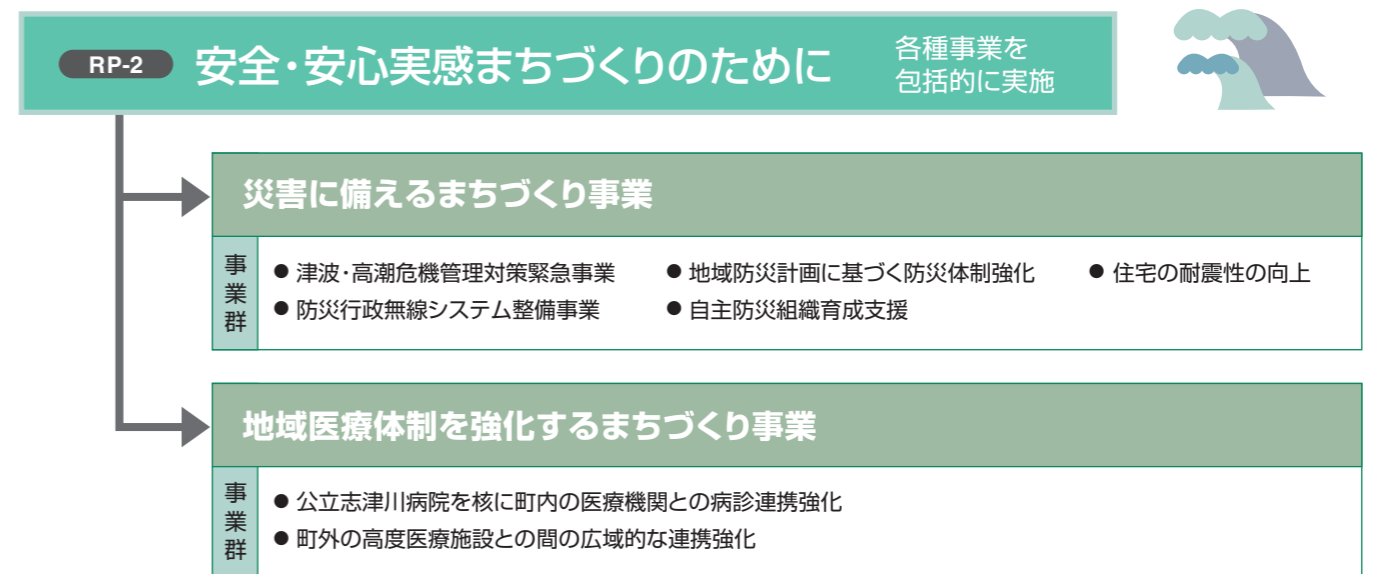 RP-2 安全・安心実感まちづくりのために
各種事業を
包括的に実施
災害に備えるまちづくり事業
事業群
● 津波・高潮危機管理対策緊急事業 ● 地域防災計画に基づく防災体制強化 ● 住宅の耐震性の向上
● 防災行政無線システム整備事業 ● 自主防災組織育成支援
地域医療体制を強化するまちづくり事業
事業群
● 公立志津川病院を核に町内の医療機関との病診連携強化
● 町外の高度医療施設との間の広域的な連携強化